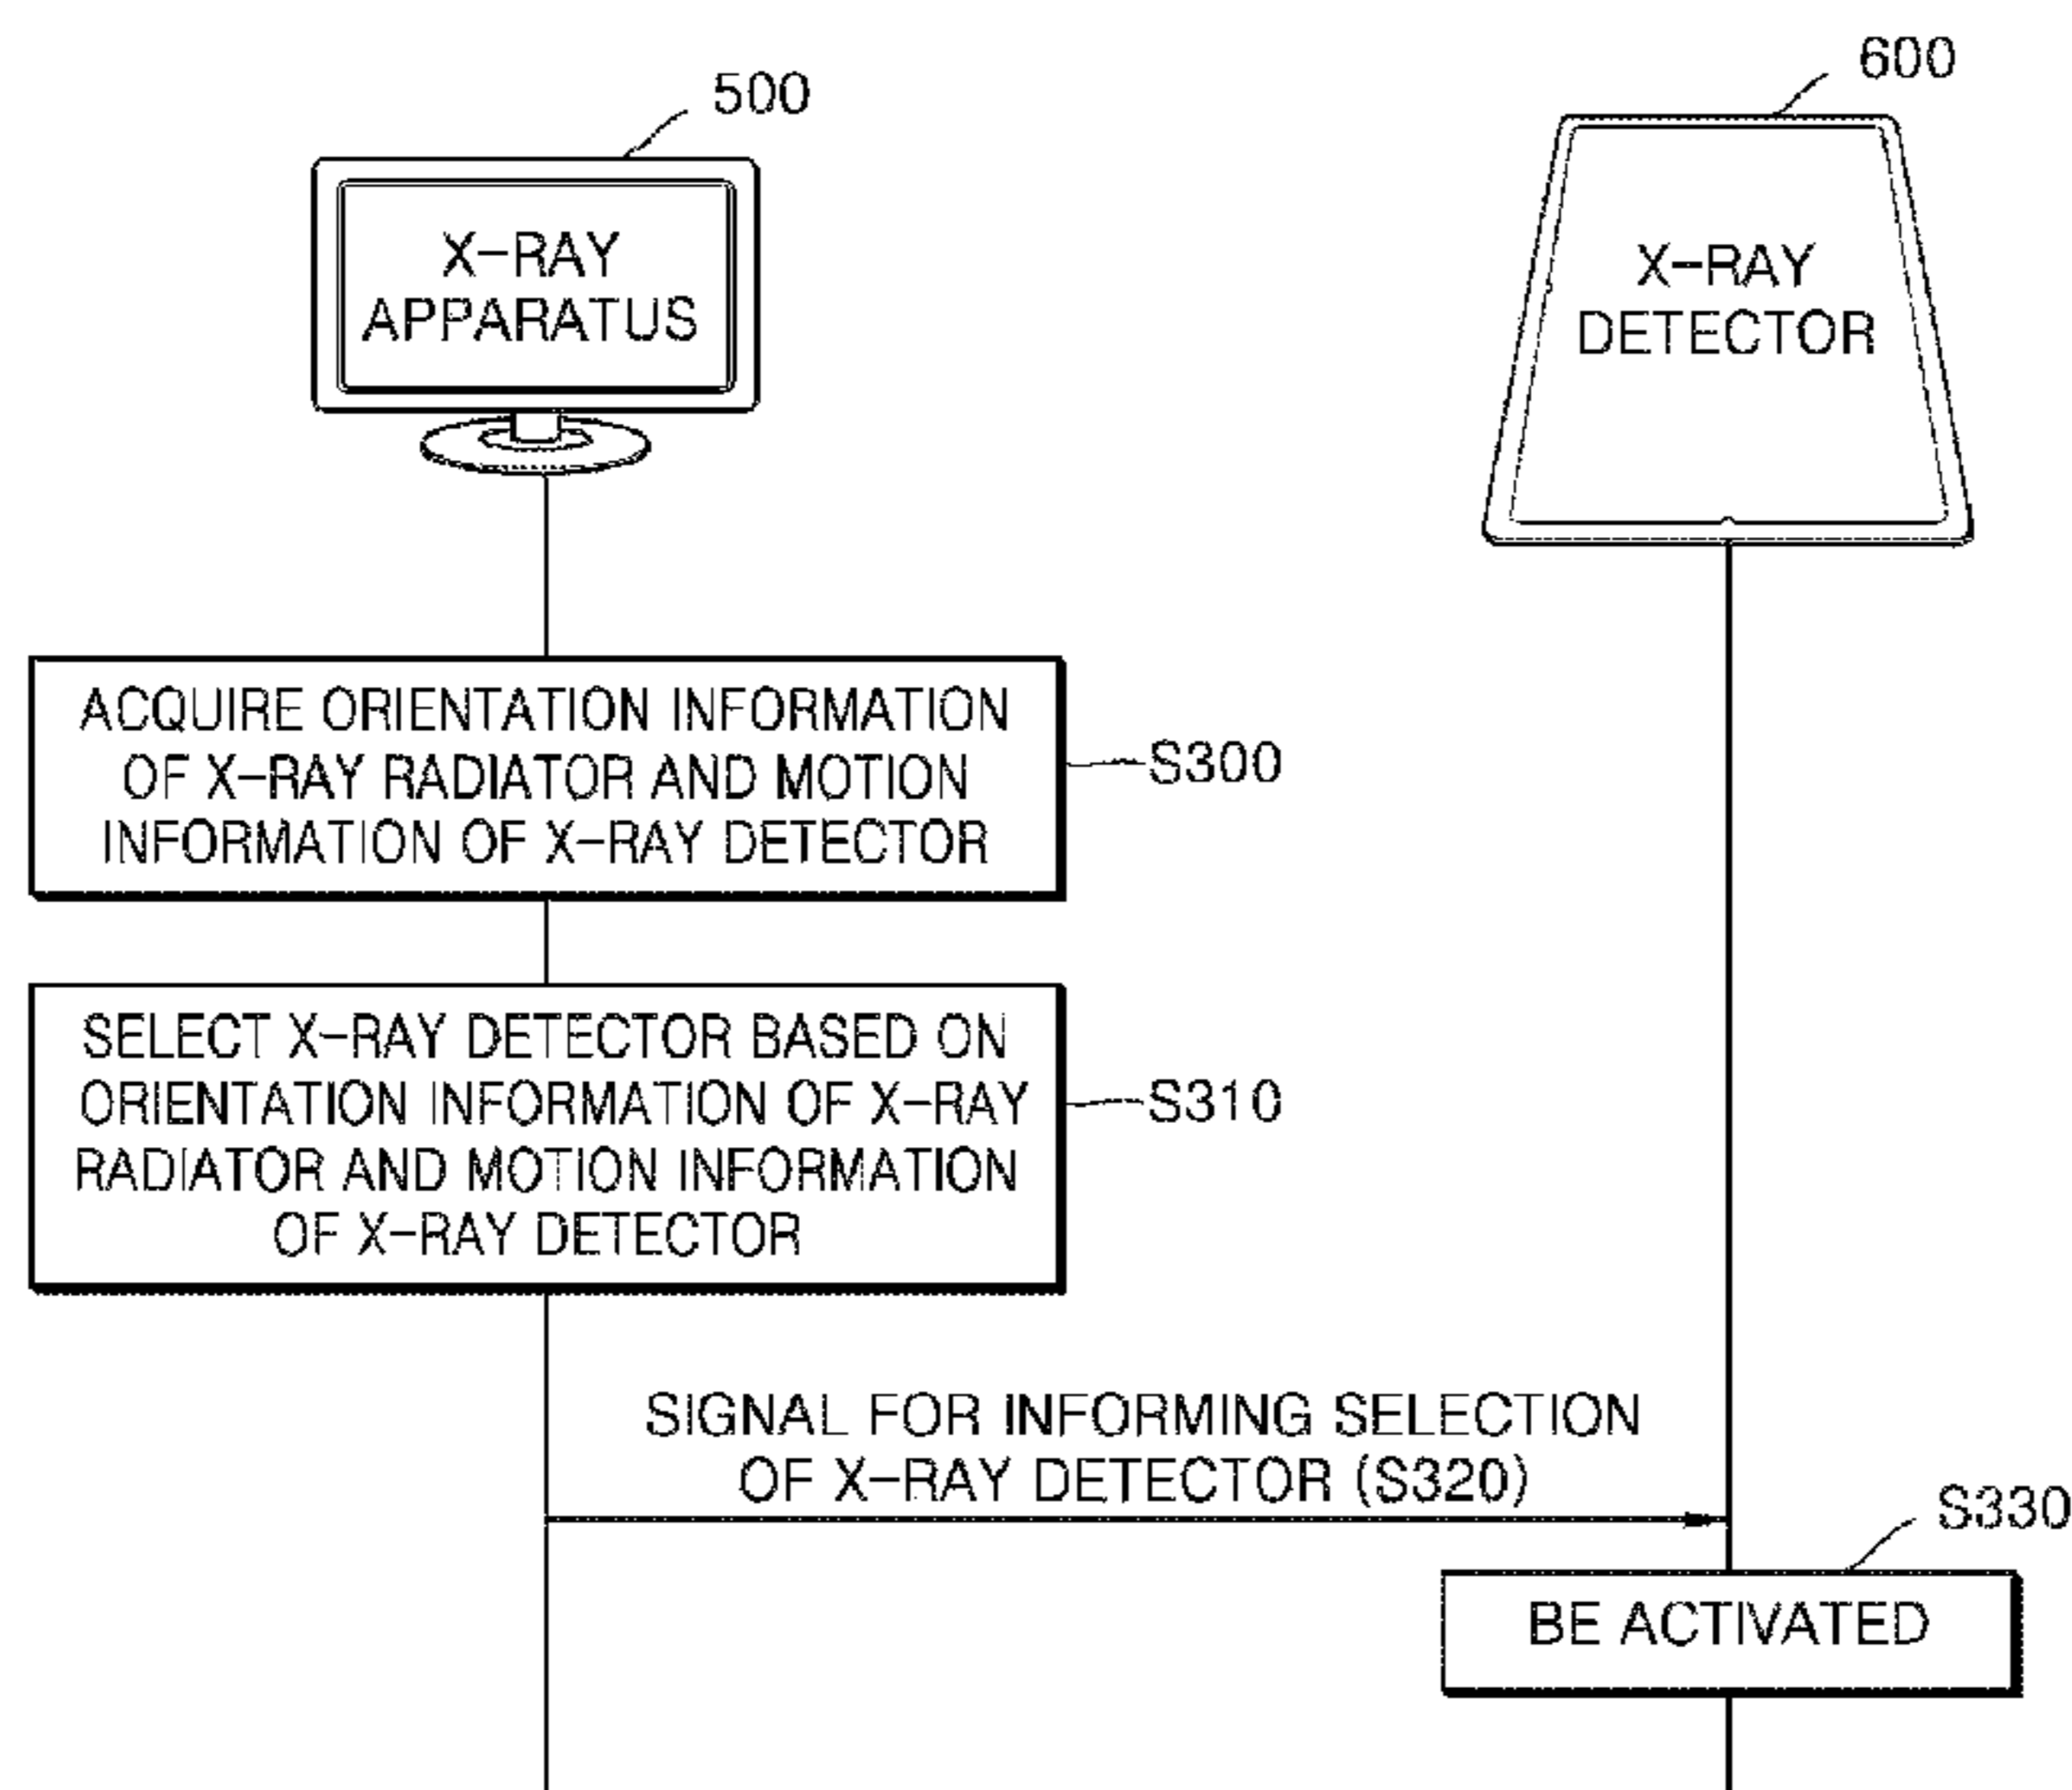 500
600
X-RAY
APPARATUS
X-RAY
DETECTOR
ACQUIRE ORIENTATION INFORMATION
OF X-RAY RADIATOR AND MOTION
INFORMATION OF X-RAY DETECTOR
S300
SELECT X-RAY DETECTOR BASED ON
ORIENTATION INFORMATION OF X-RAY
RADIATOR AND MOTION INFORMATION
OF X-RAY DETECTOR
S310
SIGNAL FOR INFORMING SELECTION
OF X-RAY DETECTOR (S320)
S330
BE ACTIVATED